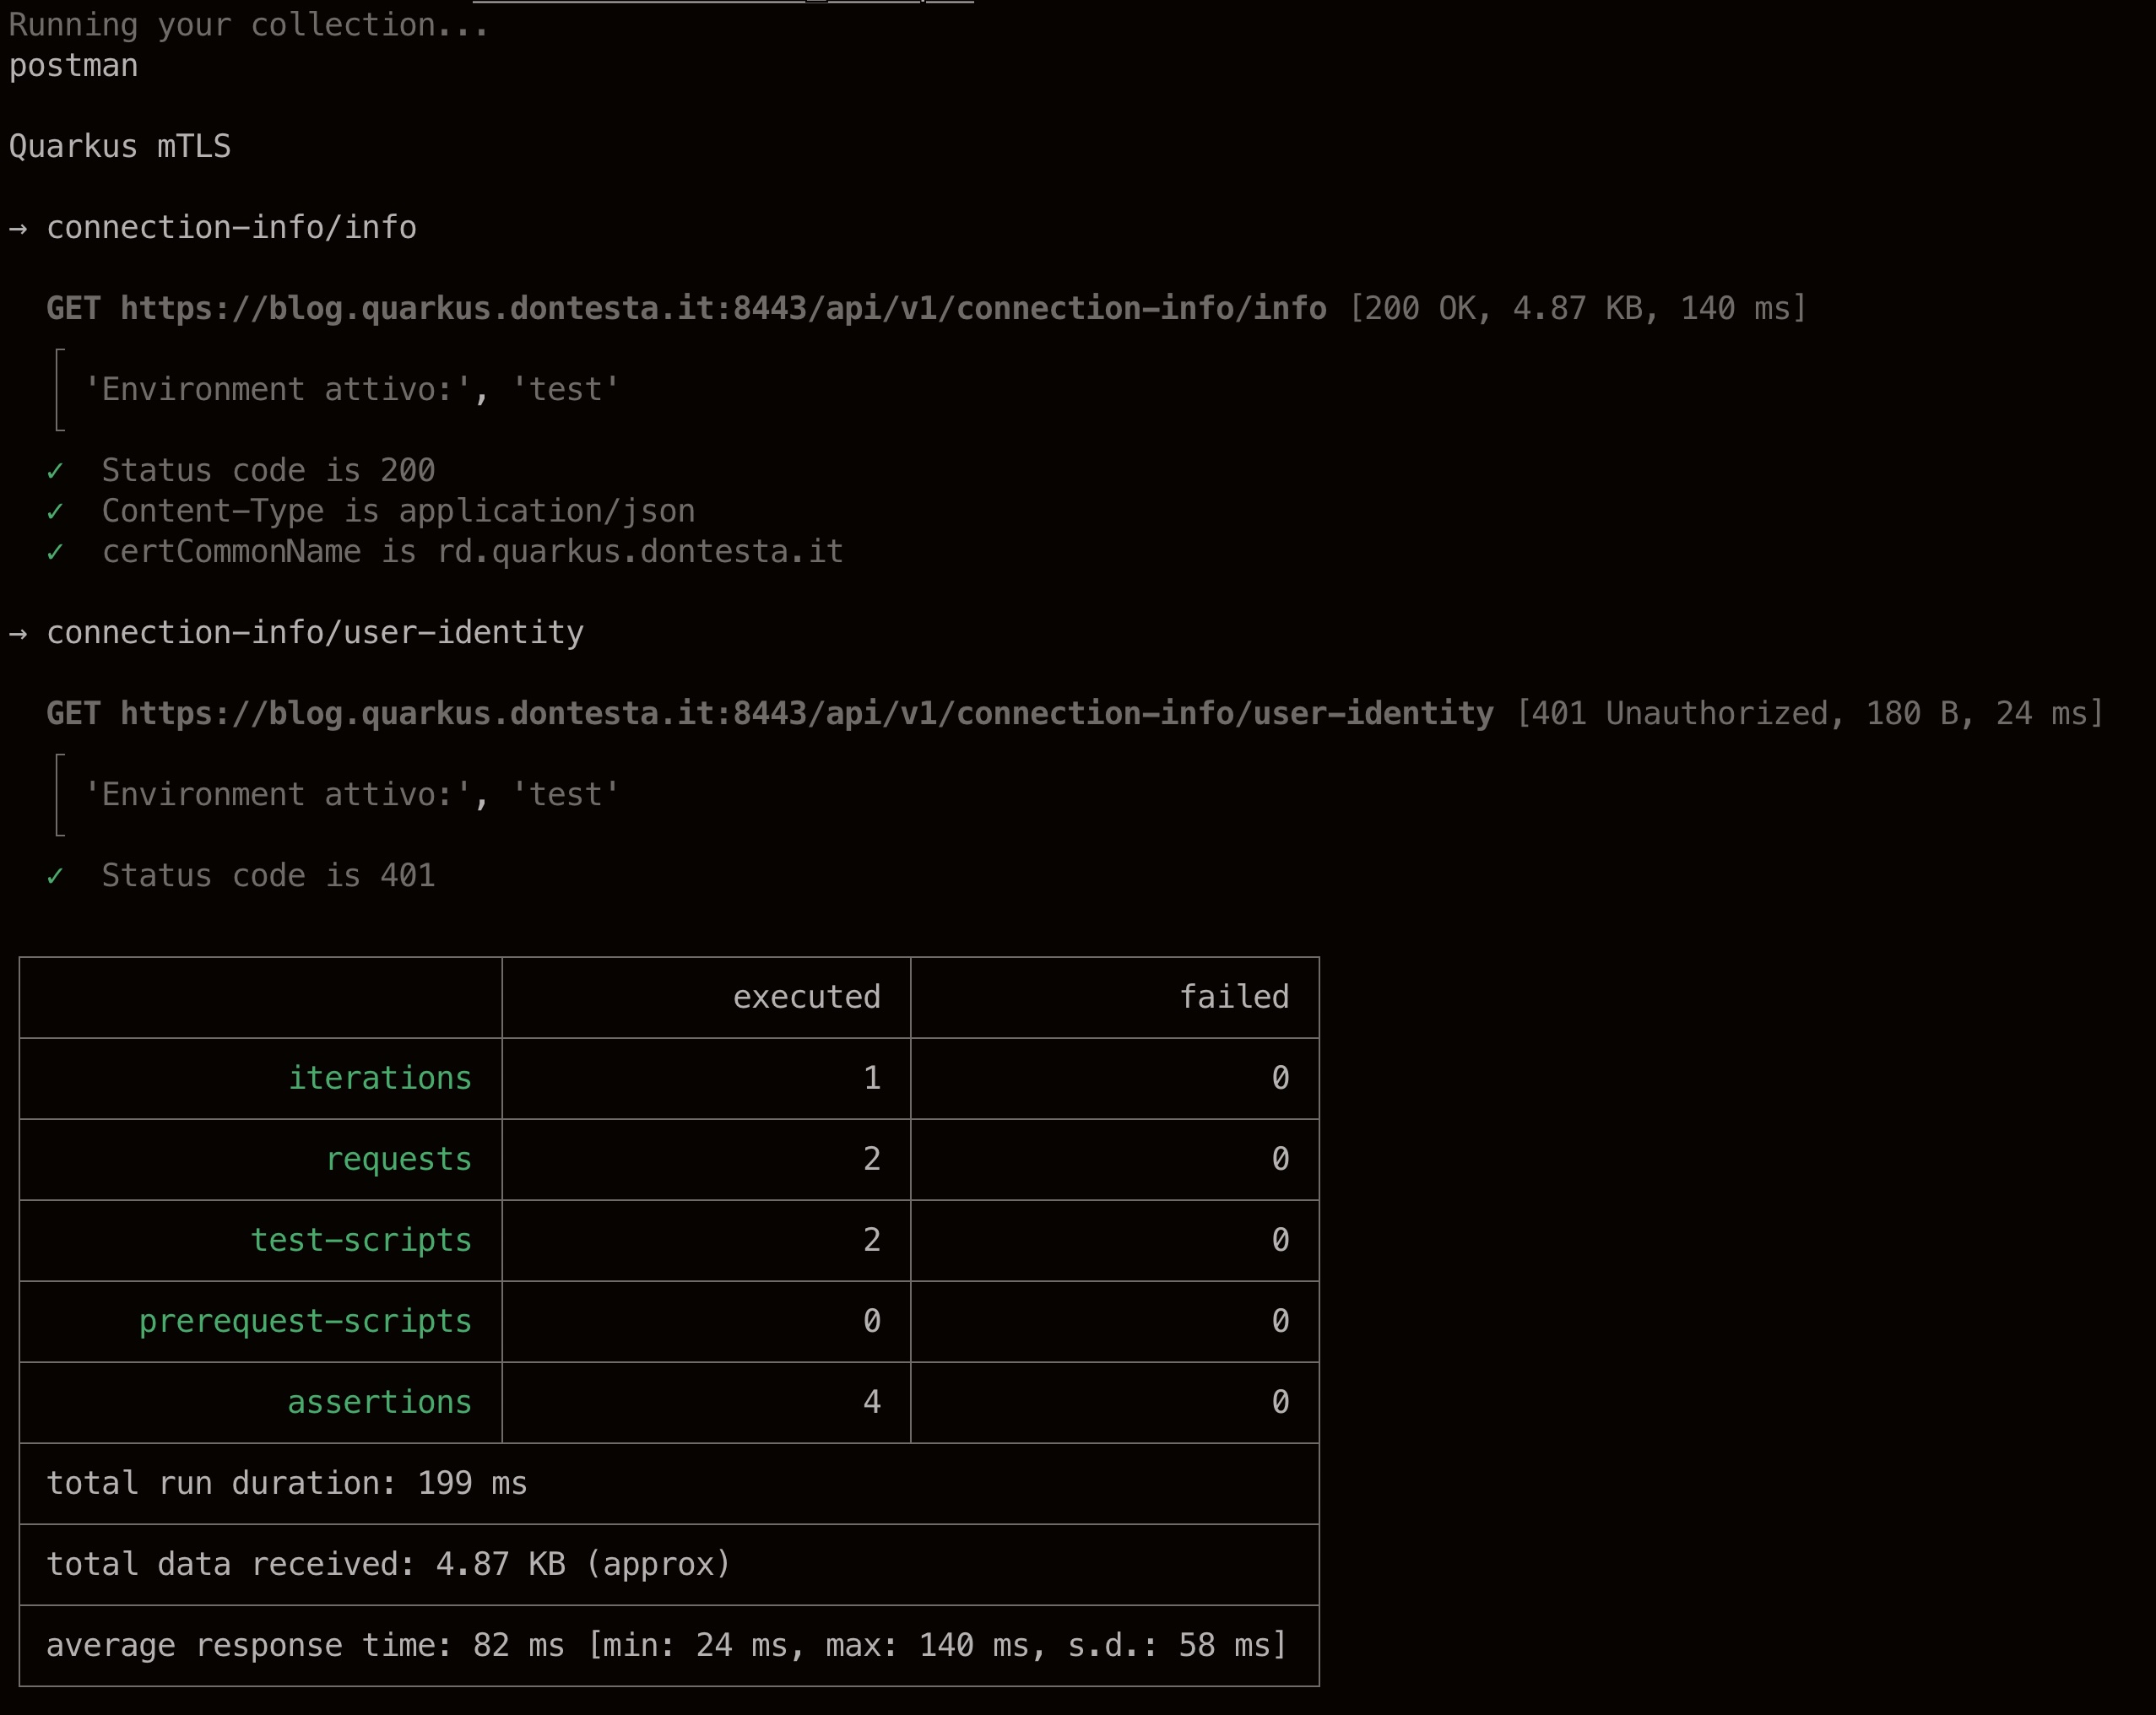 Running your collection...
postman
Quarkus mTLS
→ connection-info/info
GET https://blog.quarkus.dontesta.it:8443/api/v1/connection-info/info [200 OK, 4.87 KB, 140 ms]
'Environment attivo:', 'test'
✓ Status code is 200
✓ Content-Type is application/json
✓ certCommonName is rd.quarkus.dontesta.it
→ connection-info/user-identity
GET https://blog.quarkus.dontesta.it:8443/api/v1/connection-info/user-identity [401 Unauthorized, 180 B, 24 ms]
'Environment attivo:', 'test'
✓ Status code is 401
executed failed
iterations 1 0
requests 2 0
test-scripts 2 0
prerequest-scripts 0 0
assertions 4 0
total run duration: 199 ms
total data received: 4.87 KB (approx)
average response time: 82 ms [min: 24 ms, max: 140 ms, s.d.: 58 ms]